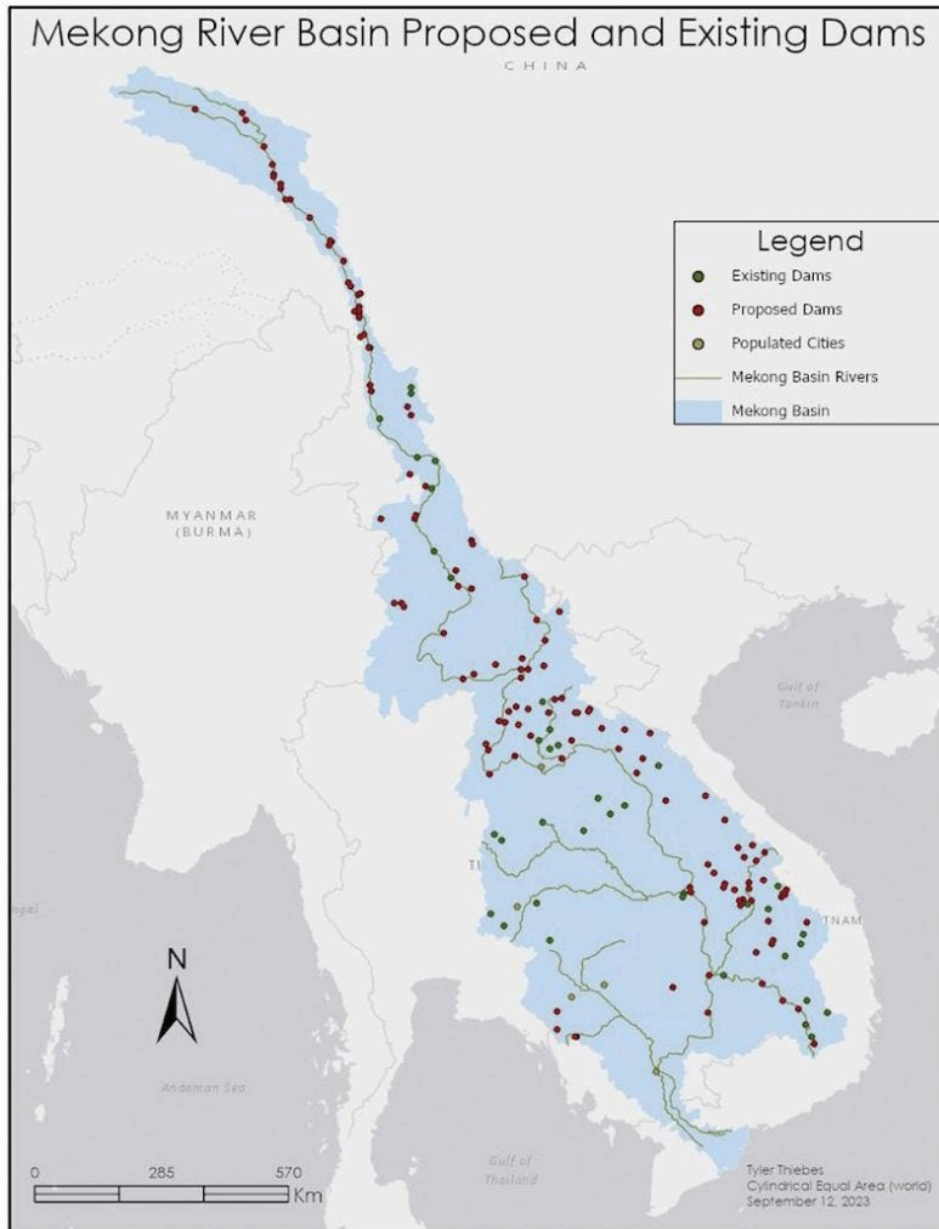 Mekong River Basin Proposed and Existing Dams
CHINA
Legend
Existing Dams
Proposed Dams
Populated Cities
Mekong Basin Rivers
Mekong Basin
MYANMAR
(BURMA)
Gulf of
Tonkin
N
Andaman Sea
Gulf of
Thailand
0 285 570
Km
Tyler Thiebes
Cylindrical Equal Area (world)
September 12, 2023